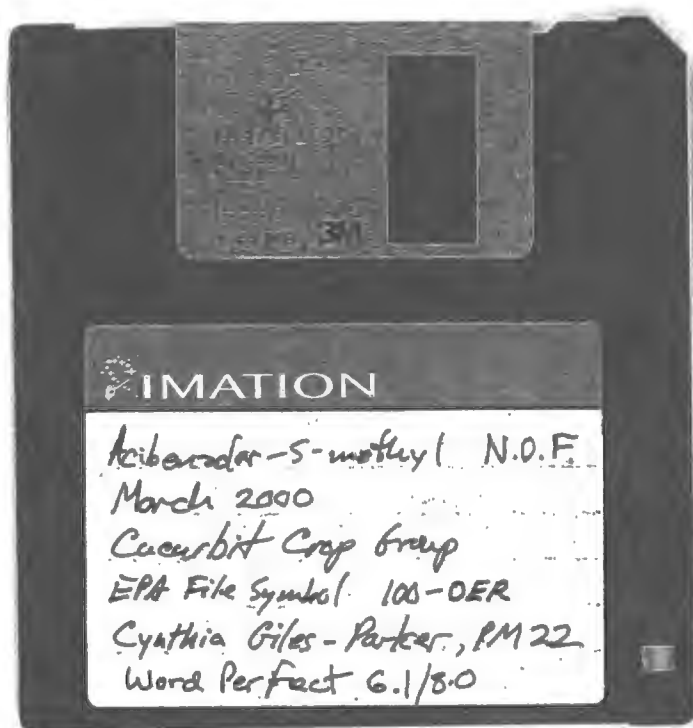 3M
IMATION
Acibenzolar-S-methyl N.O.F.
March 2000
Cucurbit Crop Group
EPA File Symbol 100-OER
Cynthia Giles-Parker, PM 22
Word Perfect 6.1/8.0